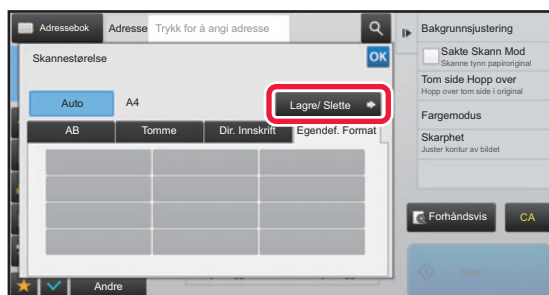 Adressebok
Adresse
Trykk for å angi adresse
Skannestørelse
OK
Auto
A4
Lagre/ Slette
AB
Tomme
Dir. Innskrift
Egendef. Format
Andre
Bakgrunnsjustering
Sakte Skann Mod
Skanne tynn papiroriginal
Tom side Hopp over
Hopp over tom side i original
Fargemodus
Skarphet
Juster kontur av bildet
Forhåndsvis
CA
Start